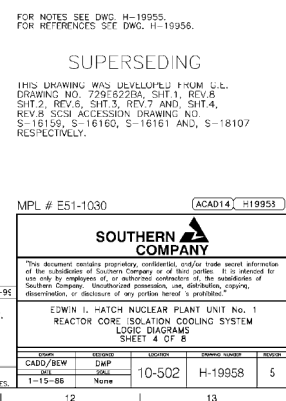 FOR NOTES SEE DWG. H-19955.
FOR REFERENCES SEE DWG. H-19956.
SUPERSEDING
THIS DRAWING WAS DEVELOPED FROM G.E.
DRAWING NO. 729E622BA, SHT.1, REV.8
SHT.2, REV.6, SHT.3, REV.7 AND, SHT.4,
REV.8 SCSI ACCESSION DRAWING NO.
S-16159, S-16160, S-16161 AND, S-18107
RESPECTIVELY.
MPL # E51-1030
ACAD14 H19958
SOUTHERN
COMPANY
"This document contains proprietary, confidential, and/or trade secret information
of the subsidiaries of Southern Company or of third parties. It is intended for
use only by employees of, or authorized contractors of, the subsidiaries of
Southern Company. Unauthorized possession, use, distribution, copying,
dissemination, or disclosure of any portion hereof is prohibited."
-99
EDWIN I. HATCH NUCLEAR PLANT UNIT No. 1
REACTOR CORE ISOLATION COOLING SYSTEM
LOGIC DIAGRAMS
SHEET 4 OF 8
DRAWN DESIGNED LOCATION DRAWING NUMBER REVISION
CADD/BEW DMP 10-502 H-19958 5
DATE SCALE
1-15-86 None
ES.
12 13